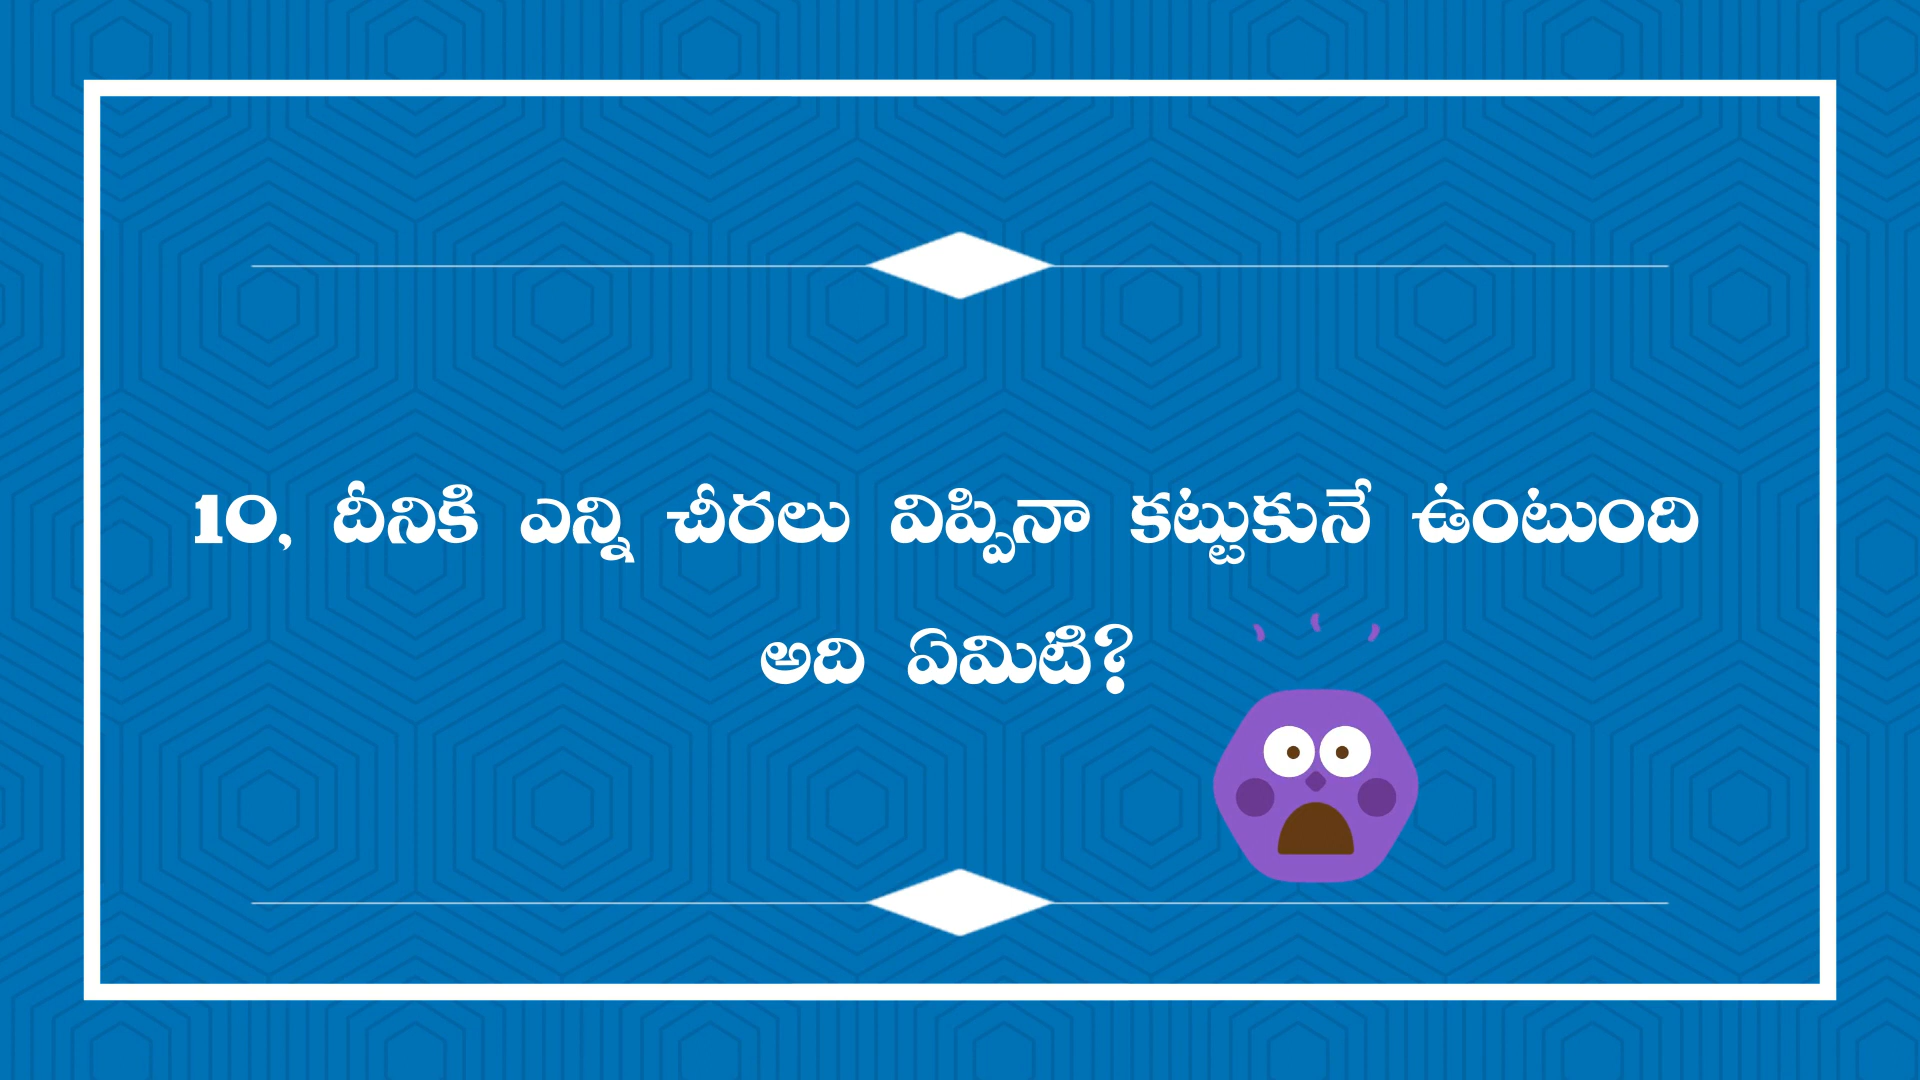 10, దీనికి ఎన్ని చీరలు విప్పినా కట్టుకునే ఉంటుంది
అది ఏమిటి?